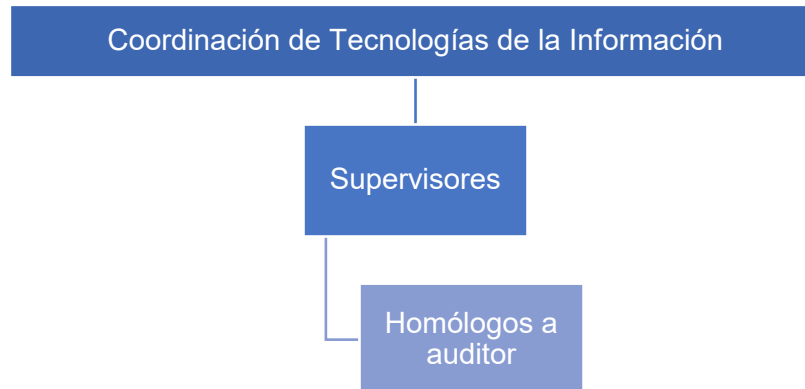 Coordinación de Tecnologías de la Información
Supervisores
Homólogos a
auditor